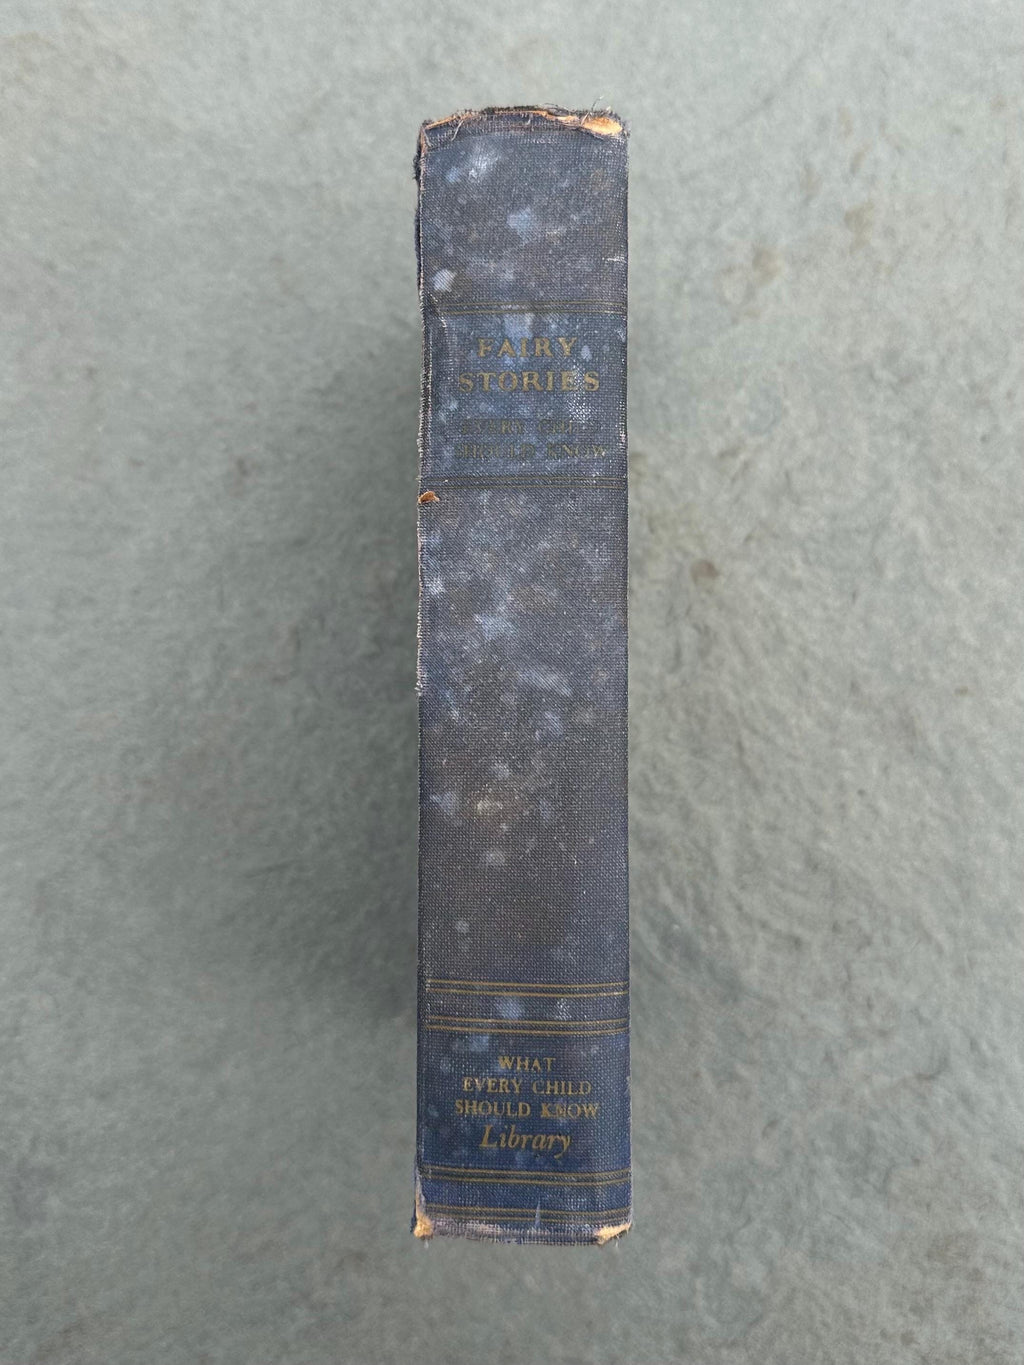 FAIRY
STORIES
EVERY CHILD
SHOULD KNOW
WHAT
EVERY CHILD
SHOULD KNOW
Library